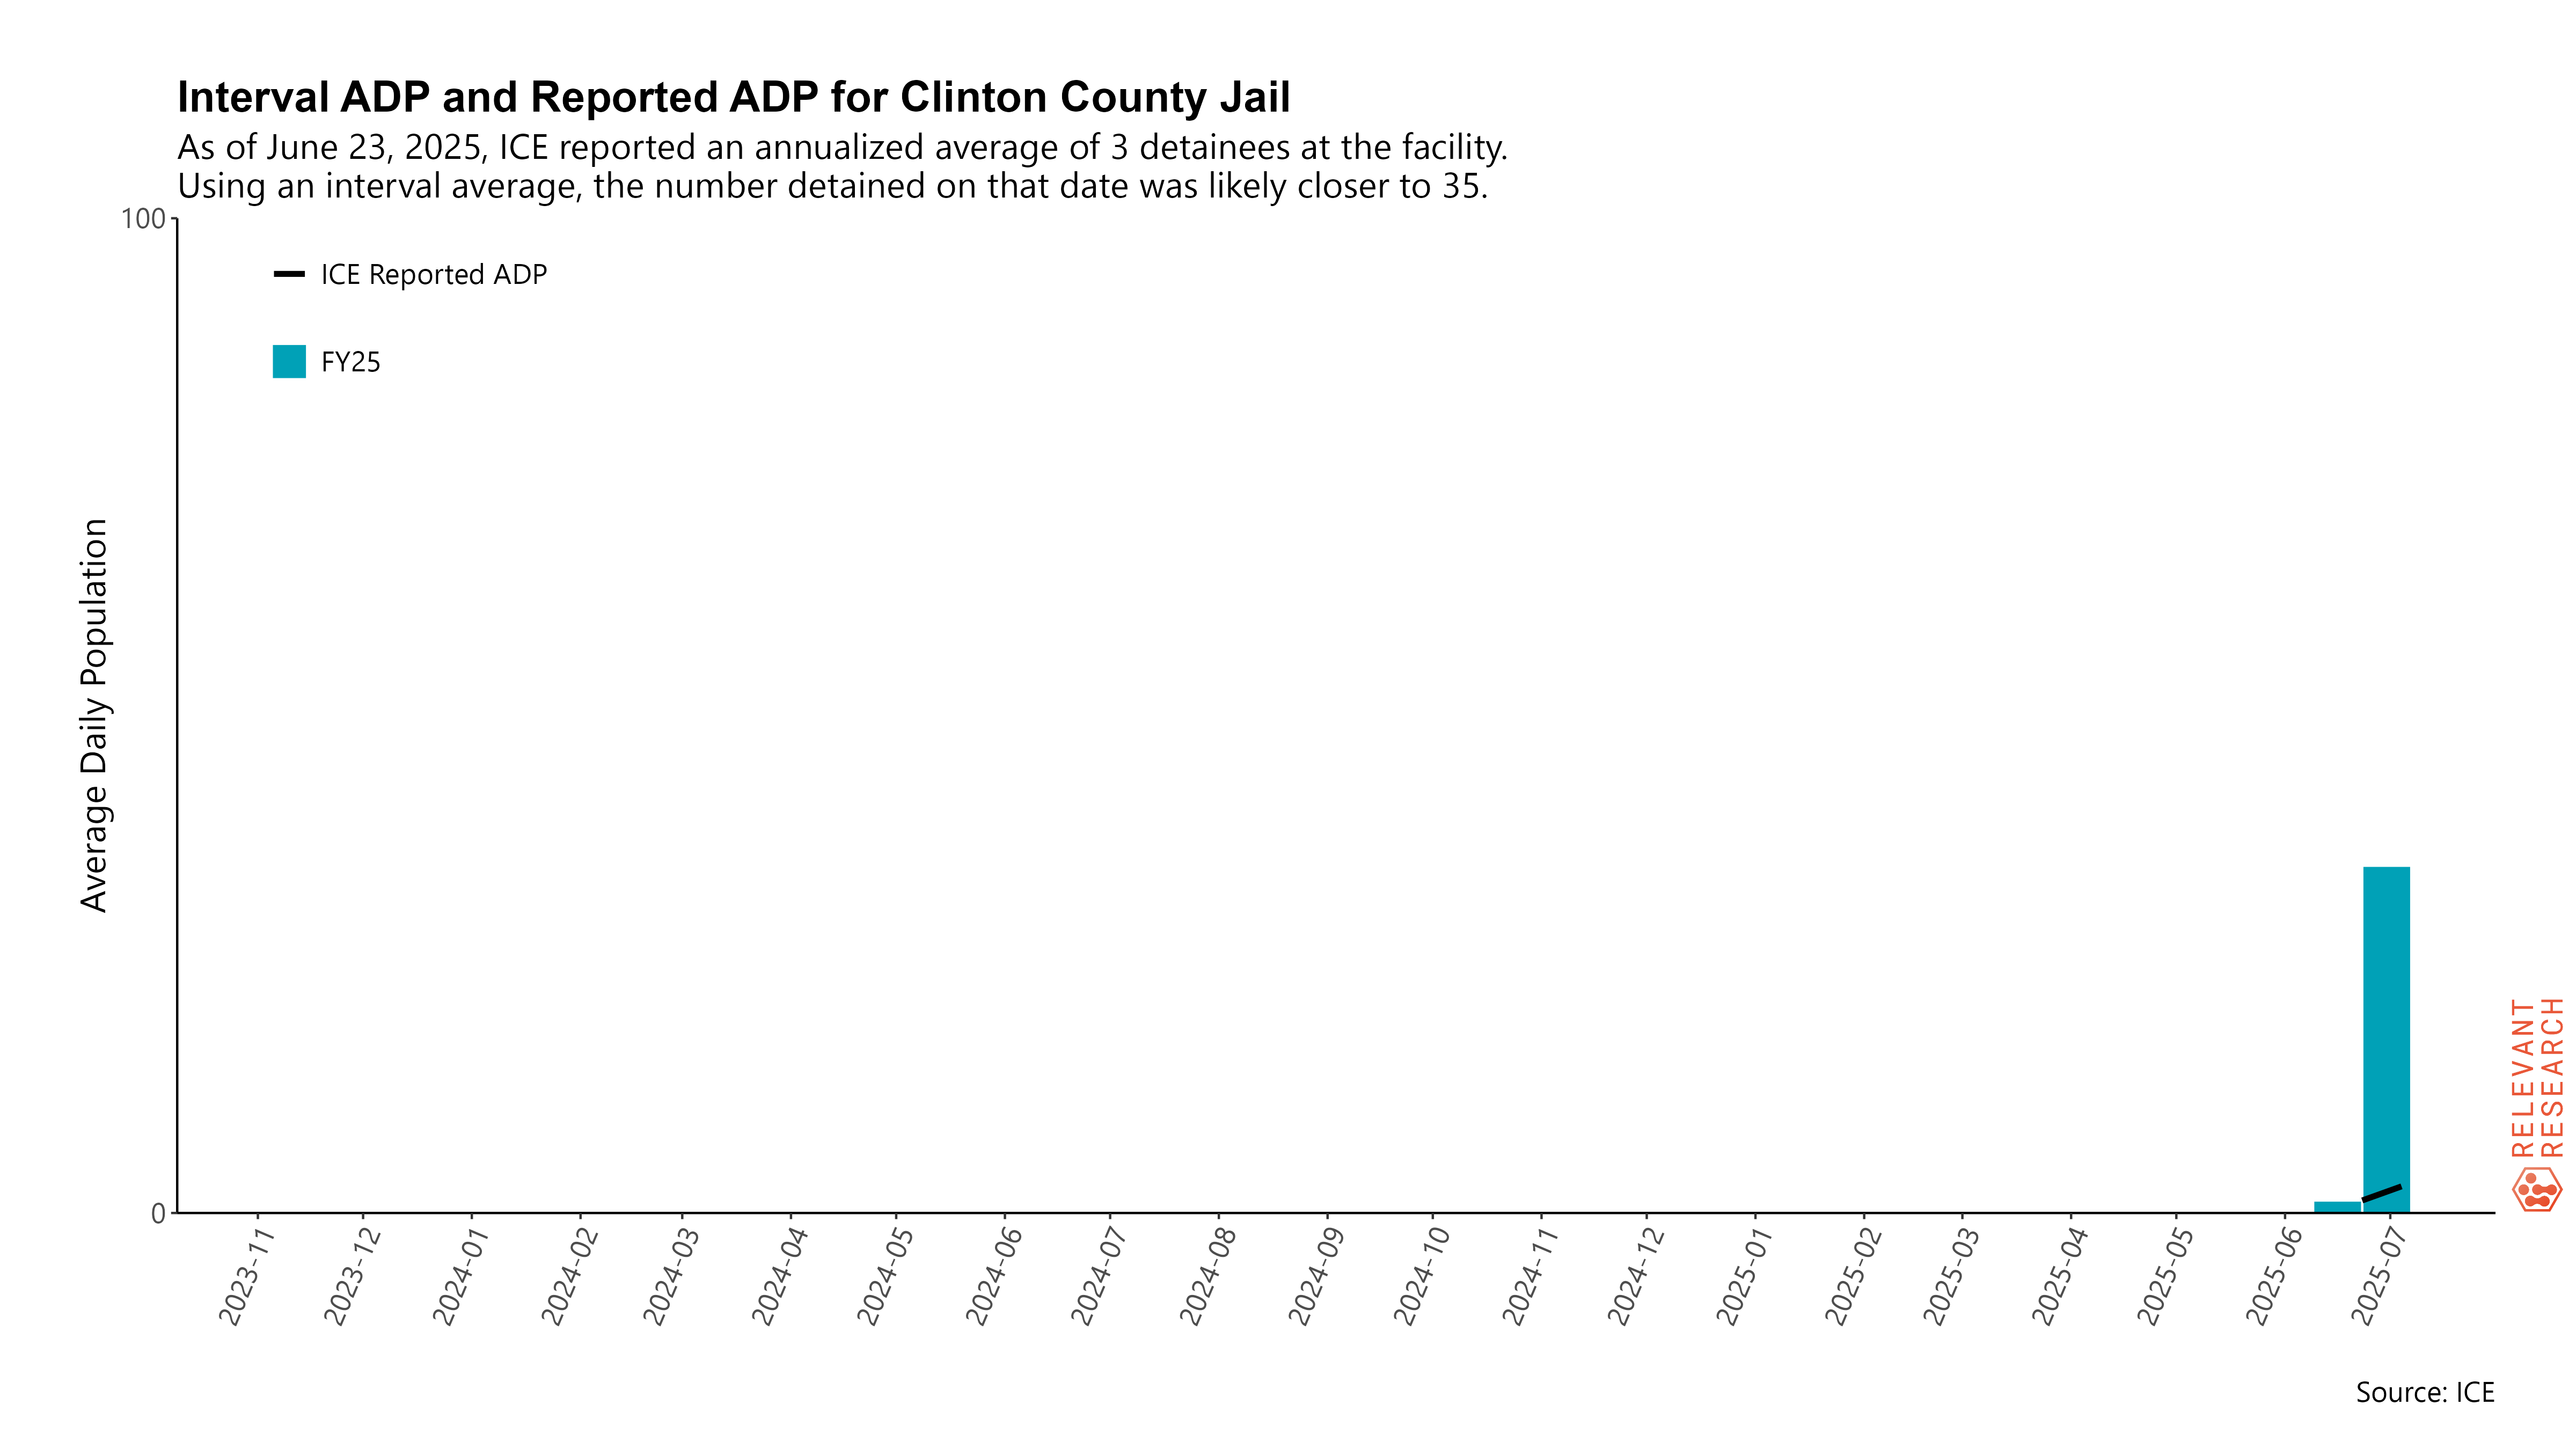 Interval ADP and Reported ADP for Clinton County Jail
As of June 23, 2025, ICE reported an annualized average of 3 detainees at the facility.
Using an interval average, the number detained on that date was likely closer to 35.
100
ICE Reported ADP
FY25
Average Daily Population
0
2023-11
2023-12
2024-01
2024-02
2024-03
2024-04
2024-05
2024-06
2024-07
2024-08
2024-09
2024-10
2024-11
2024-12
2025-01
2025-02
2025-03
2025-04
2025-05
2025-06
2025-07
RELEVANT
RESEARCH
Source: ICE